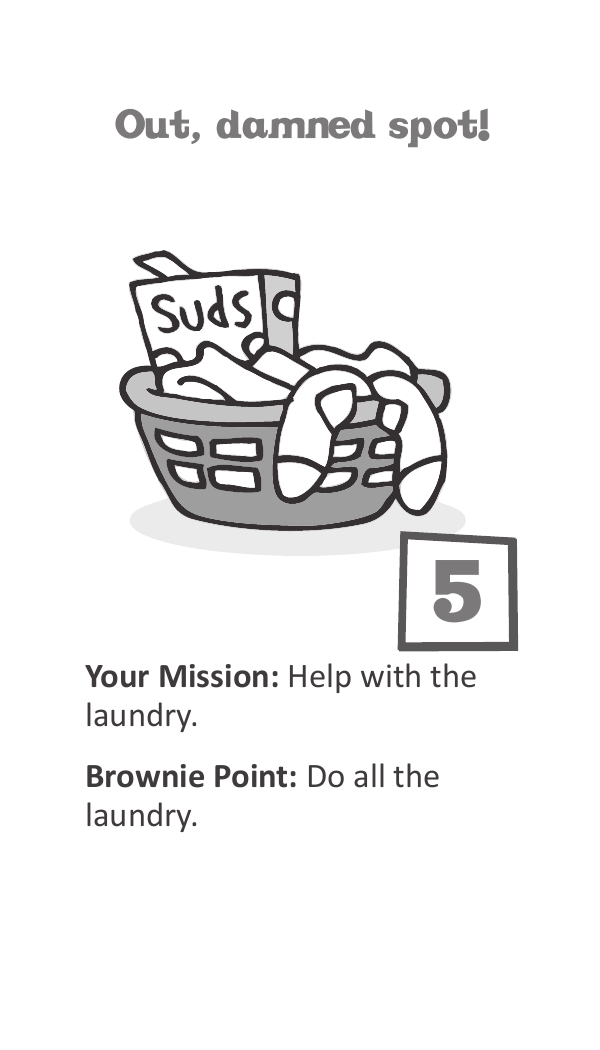 Out, damned spot!
Suds
5
Your Mission: Help with the
laundry.
Brownie Point: Do all the
laundry.